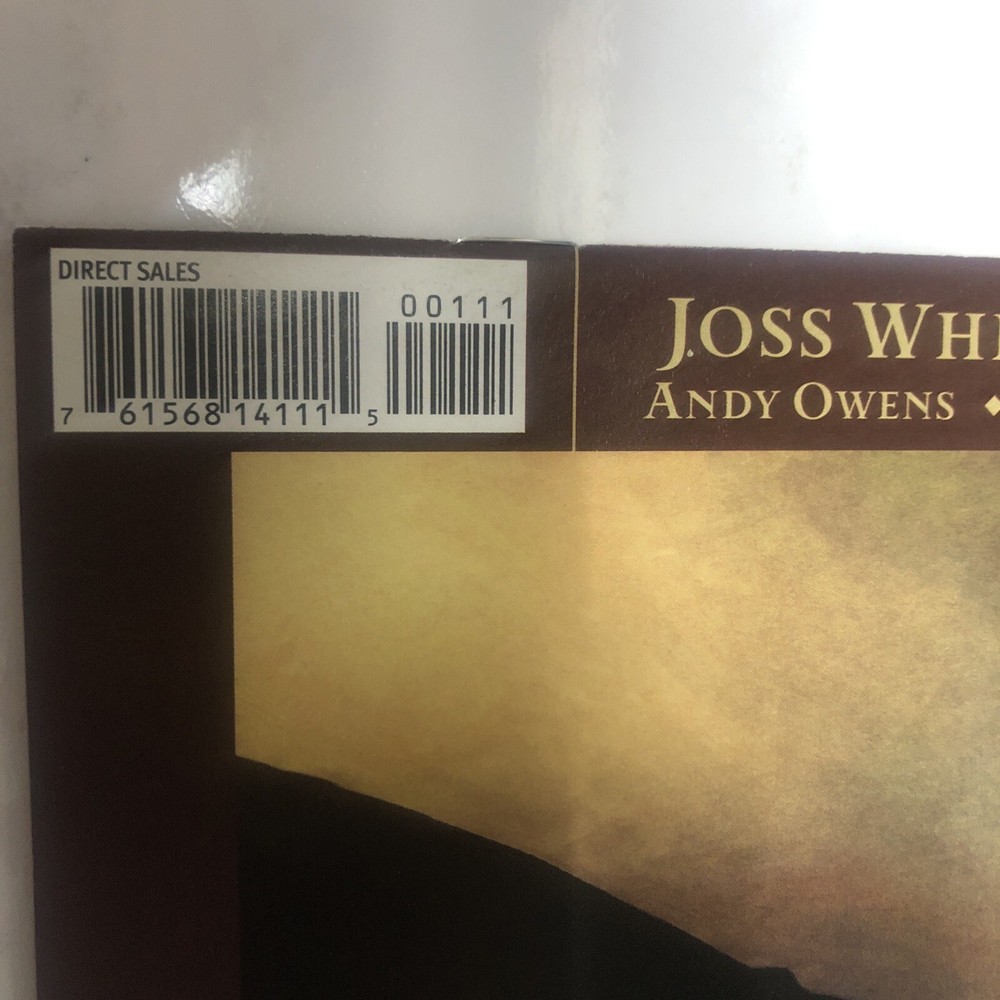 DIRECT SALES
00111
7 61568 14111 5
JOSS WH
ANDY OWENS ◆